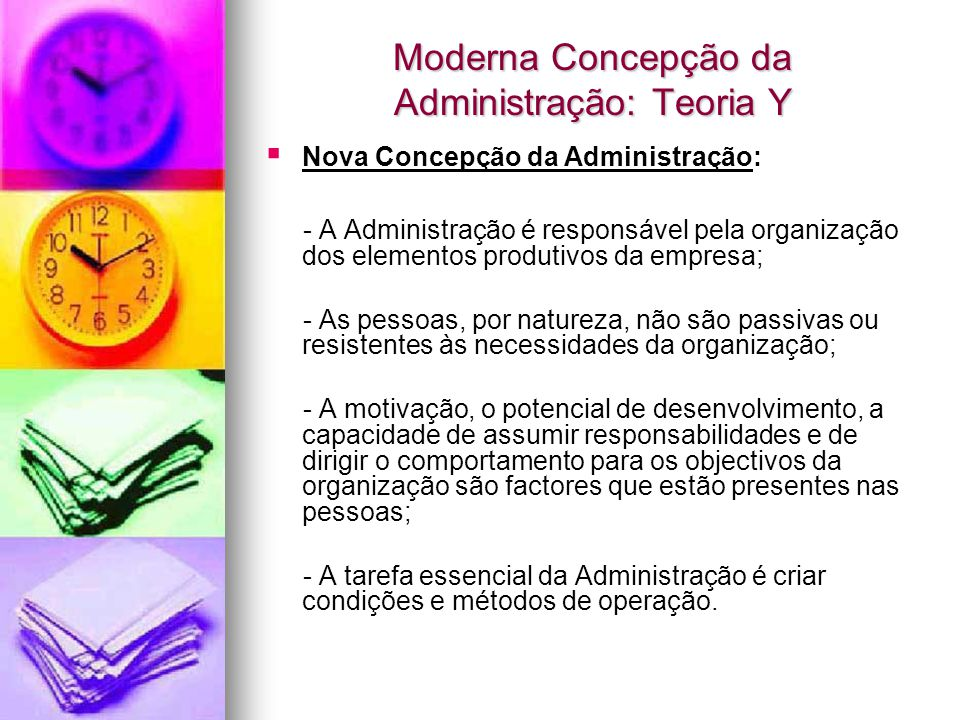 Moderna Concepção da
Administração: Teoria Y
Nova Concepção da Administração:
- A Administração é responsável pela organização
dos elementos produtivos da empresa;
- As pessoas, por natureza, não são passivas ou
resistentes às necessidades da organização;
- A motivação, o potencial de desenvolvimento, a
capacidade de assumir responsabilidades e de
dirigir o comportamento para os objectivos da
organização são factores que estão presentes nas
pessoas;
- A tarefa essencial da Administração é criar
condições e métodos de operação.